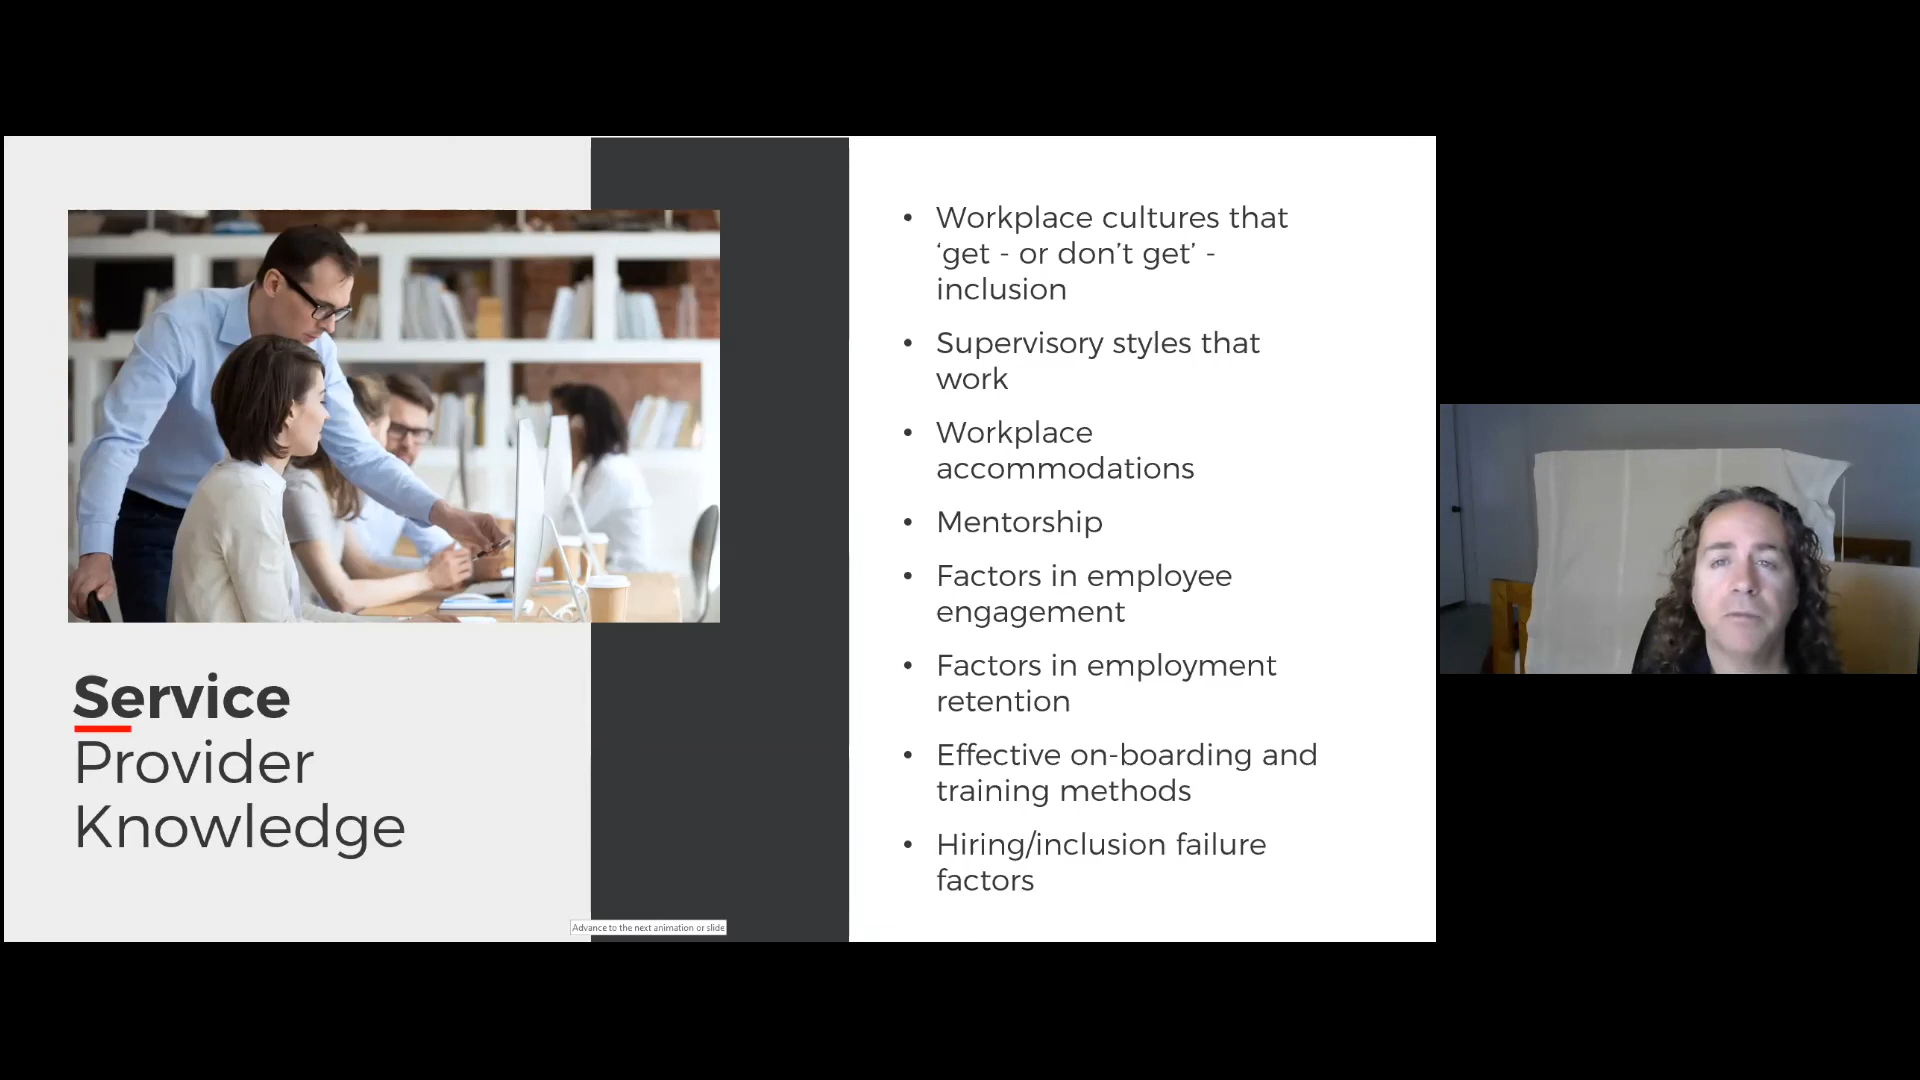 Service
Provider
Knowledge
Advance to the next animation or slide
• Workplace cultures that
‘get - or don’t get’ -
inclusion
• Supervisory styles that
work
• Workplace
accommodations
• Mentorship
• Factors in employee
engagement
• Factors in employment
retention
• Effective on-boarding and
training methods
• Hiring/inclusion failure
factors